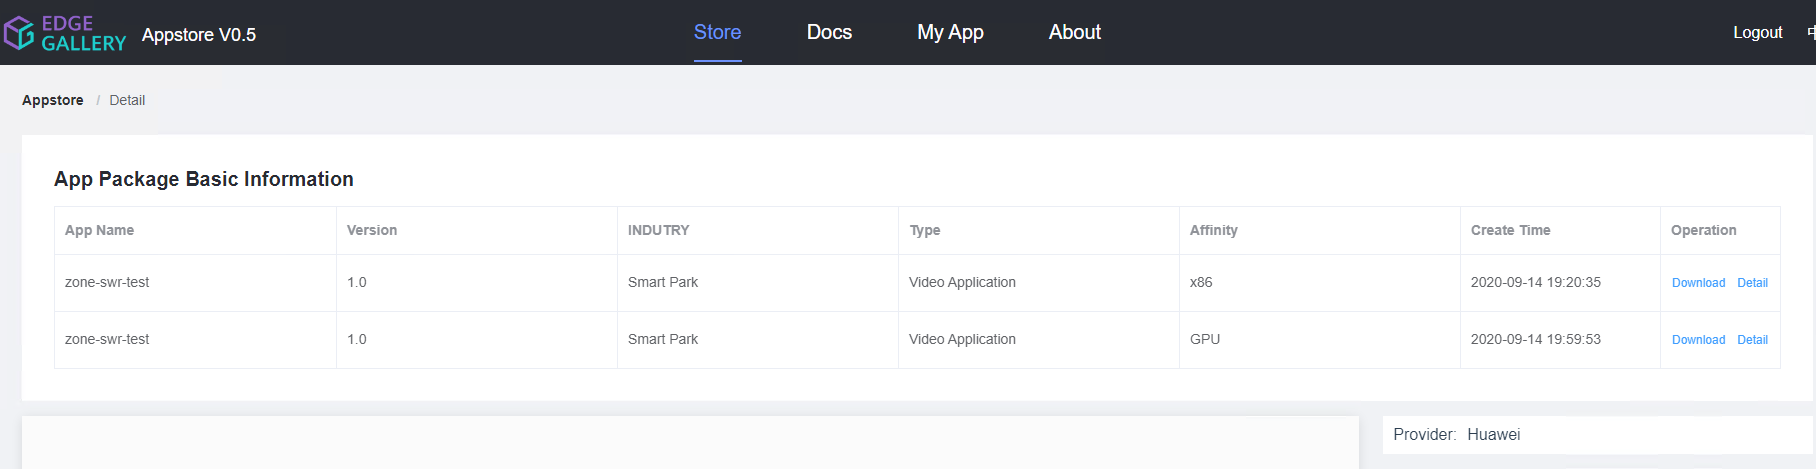 EDGE
GALLERY
Appstore V0.5 Store Docs My App About Logout
Appstore / Detail
App Package Basic Information
App Name Version INDUTRY Type Affinity Create Time Operation
zone-swr-test 1.0 Smart Park Video Application x86 2020-09-14 19:20:35 Download Detail
zone-swr-test 1.0 Smart Park Video Application GPU 2020-09-14 19:59:53 Download Detail
Provider: Huawei